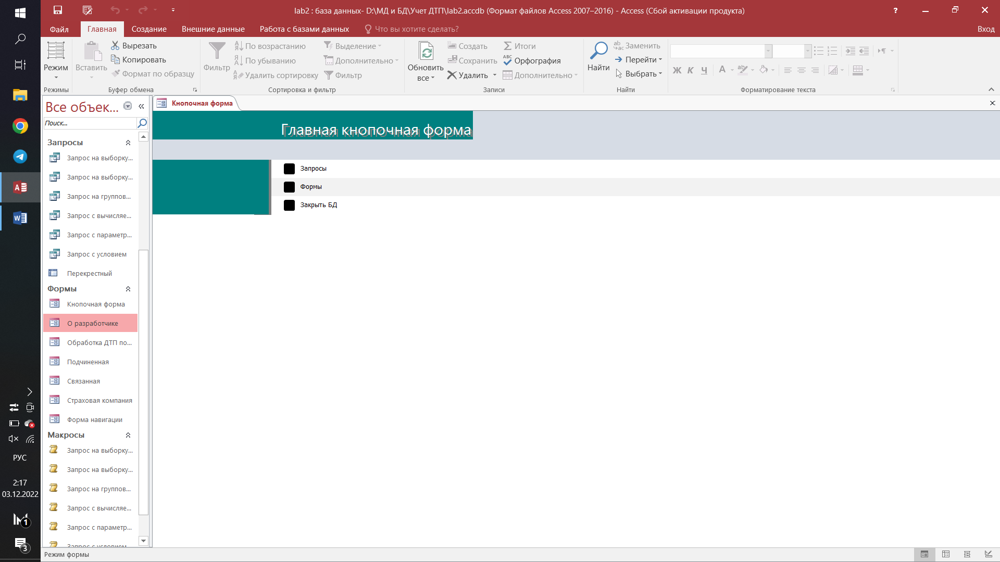 lab2 : база данных- D:\МД и БД\Учет ДТП\lab2.accdb (Формат файлов Access 2007–2016) - Access (Сбой активации продукта)
?
Файл
Главная
Создание
Внешние данные
Работа с базами данных
Что вы хотите сделать?
Вход
Режим
Режимы
Вставить
Вырезать
Копировать
Формат по образцу
Буфер обмена
Фильтр
По возрастанию
По убыванию
Удалить сортировку
Выделение
Дополнительно
Фильтр
Сортировка и фильтр
Обновить
все
Создать
Сохранить
Удалить
Итоги
Орфография
Дополнительно
Записи
Найти
Заменить
Перейти
Выбрать
Найти
Ж К Ч А
Форматирование текста
Все объек...
Поиск...
Запросы
Запрос на выборку...
Запрос на выборку...
Запрос на группов...
Запрос с вычисляе...
Запрос с параметр...
Запрос с условием
Перекрестный
Формы
Кнопочная форма
О разработчике
Обработка ДТП по...
Подчиненная
Связанная
Страховая компания
Форма навигации
Макросы
Запрос на выборку...
Запрос на выборку...
Запрос на группов...
Запрос с вычисляе...
Запрос с параметр...
Запрос с условием
Кнопочная форма
Главная кнопочная форма
Запросы
Формы
Закрыть БД
РУС
2:17
03.12.2022
1
3
Режим формы